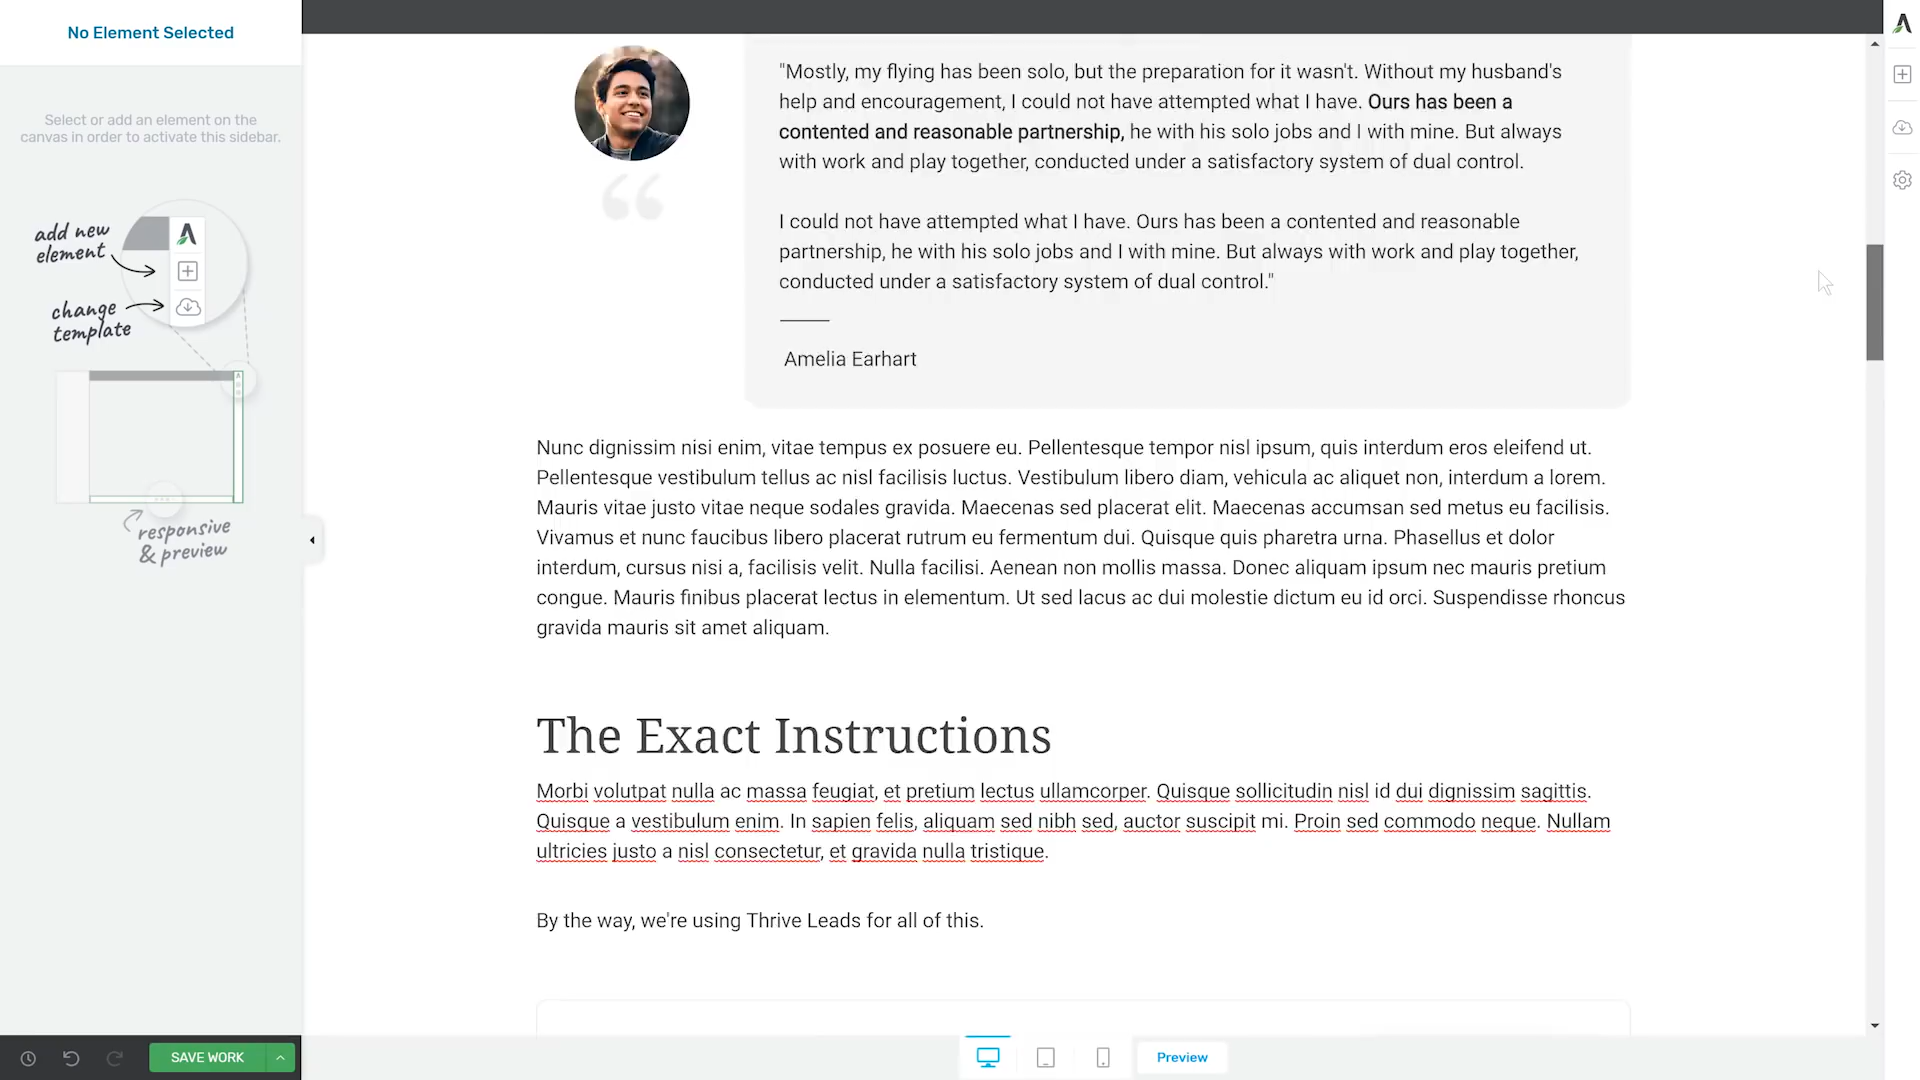 No Element Selected
Select or add an element on the
canvas in order to activate this sidebar.
add new
element
change
template
responsive
& preview
"Mostly, my flying has been solo, but the preparation for it wasn't. Without my husband's
help and encouragement, I could not have attempted what I have. Ours has been a
contented and reasonable partnership, he with his solo jobs and I with mine. But always
with work and play together, conducted under a satisfactory system of dual control.
I could not have attempted what I have. Ours has been a contented and reasonable
partnership, he with his solo jobs and I with mine. But always with work and play together,
conducted under a satisfactory system of dual control."
Amelia Earhart
Nunc dignissim nisi enim, vitae tempus ex posuere eu. Pellentesque tempor nisl ipsum, quis interdum eros eleifend ut.
Pellentesque vestibulum tellus ac nisl facilisis luctus. Vestibulum libero diam, vehicula ac aliquet non, interdum a lorem.
Mauris vitae justo vitae neque sodales gravida. Maecenas sed placerat elit. Maecenas accumsan sed metus eu facilisis.
Vivamus et nunc faucibus libero placerat rutrum eu fermentum dui. Quisque quis pharetra urna. Phasellus et dolor
interdum, cursus nisi a, facilisis velit. Nulla facilisi. Aenean non mollis massa. Donec aliquam ipsum nec mauris pretium
congue. Mauris finibus placerat lectus in elementum. Ut sed lacus ac dui molestie dictum eu id orci. Suspendisse rhoncus
gravida mauris sit amet aliquam.
The Exact Instructions
Morbi volutpat nulla ac massa feugiat, et pretium lectus ullamcorper. Quisque sollicitudin nisl id dui dignissim sagittis.
Quisque a vestibulum enim. In sapien felis, aliquam sed nibh sed, auctor suscipit mi. Proin sed commodo neque. Nullam
ultricies justo a nisl consectetur, et gravida nulla tristique.
By the way, we're using Thrive Leads for all of this.
SAVE WORK
Preview